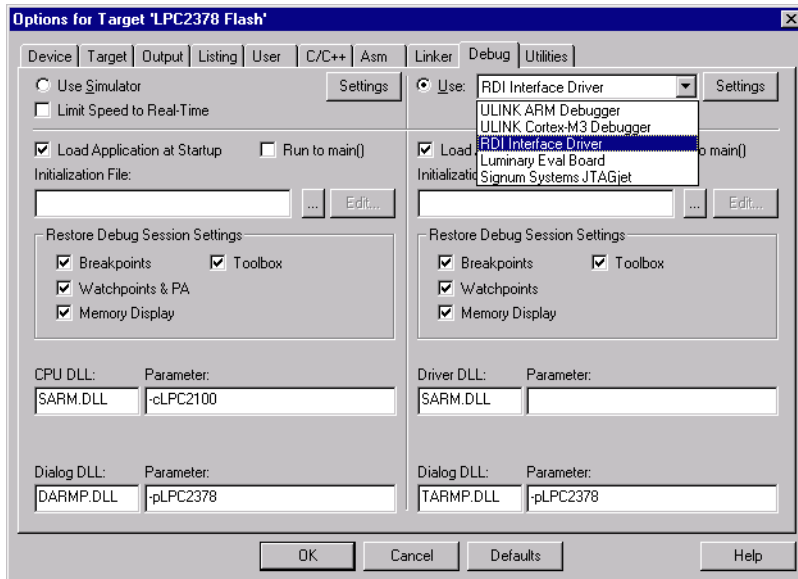 Options for Target 'LPC2378 Flash'
Device Target Output Listing User C/C++ Asm Linker Debug Utilities
Use Simulator Settings
Limit Speed to Real-Time
Use: RDI Interface Driver Settings
ULINK ARM Debugger
ULINK Cortex-M3 Debugger
RDI Interface Driver
Luminary Eval Board
Signum Systems JTAGjet
Load Application at Startup Run to main()
Initialization File:
... Edit...
Load main()
... Edit...
Restore Debug Session Settings
Breakpoints Toolbox
Watchpoints & PA
Memory Display
Restore Debug Session Settings
Breakpoints Toolbox
Watchpoints
Memory Display
CPU DLL: Parameter:
SARM.DLL -cLPC2100
Driver DLL: Parameter:
SARM.DLL
Dialog DLL: Parameter:
DARMP.DLL -pLPC2378
Dialog DLL: Parameter:
TARMP.DLL -pLPC2378
OK Cancel Defaults Help